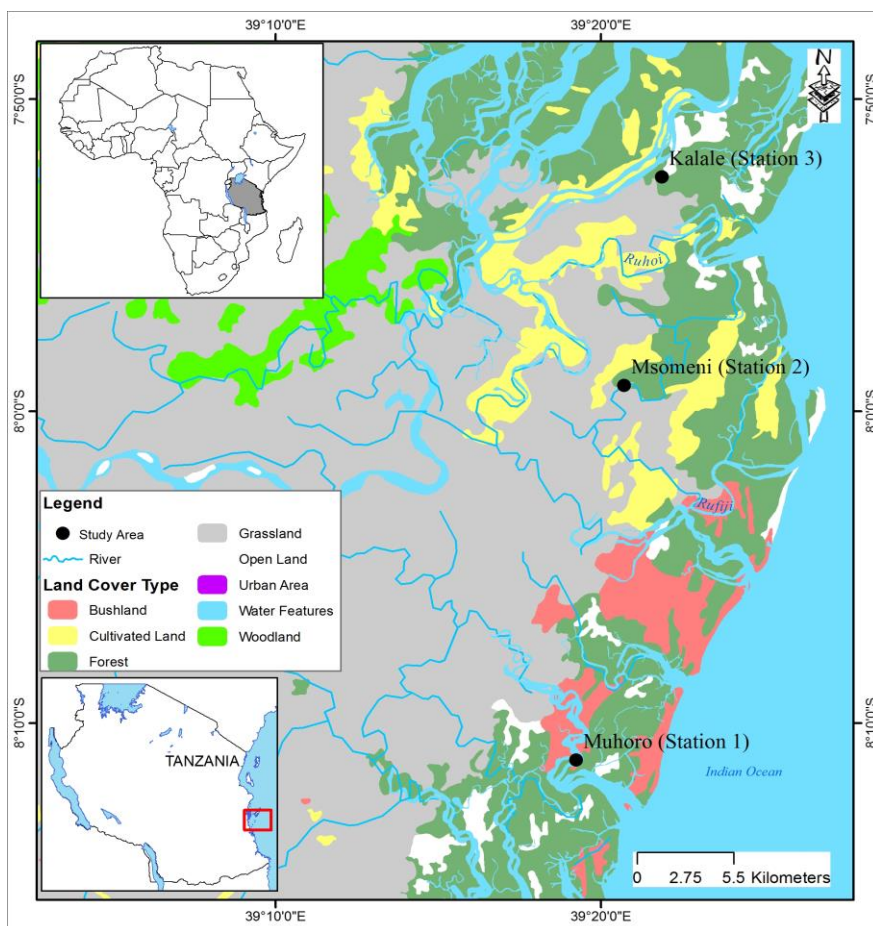 39°10'0"E
39°20'0"E
N
7°50'0"S
7°50'0"S
Kalale (Station 3)
Ruhoi
Msomeni (Station 2)
8°0'0"S
8°0'0"S
Rufiji
Legend
Study Area
River
Land Cover Type
Bushland
Cultivated Land
Forest
Grassland
Open Land
Urban Area
Water Features
Woodland
TANZANIA
8°10'0"S
8°10'0"S
Muhoro (Station 1)
Indian Ocean
0 2.75 5.5 Kilometers
39°10'0"E
39°20'0"E